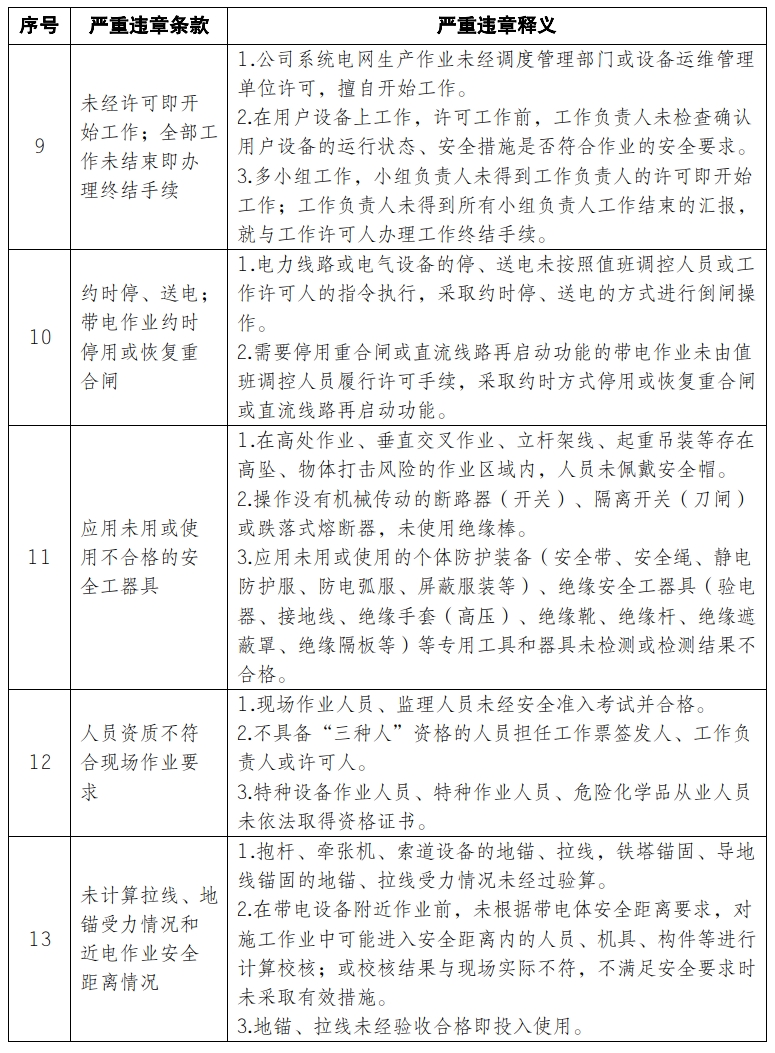 序号
严重违章条款
严重违章释义
9
未经许可即开
始工作；全部工
作未结束即办
理终结手续
1.公司系统电网生产作业未经调度管理部门或设备运维管理
单位许可，擅自开始工作。
2.在用户设备上工作，许可工作前，工作负责人未检查确认
用户设备的运行状态、安全措施是否符合作业的安全要求。
3.多小组工作，小组负责人未得到工作负责人的许可即开始
工作；工作负责人未得到所有小组负责人工作结束的汇报，
就与工作许可人办理工作终结手续。
10
约时停、送电；
带电作业约时
停用或恢复重
合闸
1.电力线路或电气设备的停、送电未按照值班调控人员或工
作许可人的指令执行，采取约时停、送电的方式进行倒闸操
作。
2.需要停用重合闸或直流线路再启动功能的带电作业未由值
班调控人员履行许可手续，采取约时方式停用或恢复重合闸
或直流线路再启动功能。
11
应用未用或使
用不合格的安
全工器具
1.在高处作业、垂直交叉作业、立杆架线、起重吊装等存在
高坠、物体打击风险的作业区域内，人员未佩戴安全帽。
2.操作没有机械传动的断路器（开关）、隔离开关（刀闸）
或跌落式熔断器，未使用绝缘棒。
3.应用未用或使用的个体防护装备（安全带、安全绳、静电
防护服、防电弧服、屏蔽服装等）、绝缘安全工器具（验电
器、接地线、绝缘手套（高压）、绝缘靴、绝缘杆、绝缘遮
蔽罩、绝缘隔板等）等专用工具和器具未检测或检测结果不
合格。
12
人员资质不符
合现场作业要
求
1.现场作业人员、监理人员未经安全准入考试并合格。
2.不具备“三种人”资格的人员担任工作票签发人、工作负
责人或许可人。
3.特种设备作业人员、特种作业人员、危险化学品从业人员
未依法取得资格证书。
13
未计算拉线、地
锚受力情况和
近电作业安全
距离情况
1.抱杆、牵张机、索道设备的地锚、拉线，铁塔锚固、导地
线锚固的地锚、拉线受力情况未经过验算。
2.在带电设备附近作业前，未根据带电体安全距离要求，对
施工作业中可能进入安全距离内的人员、机具、构件等进行
计算校核；或校核结果与现场实际不符，不满足安全要求时
未采取有效措施。
3.地锚、拉线未经验收合格即投入使用。